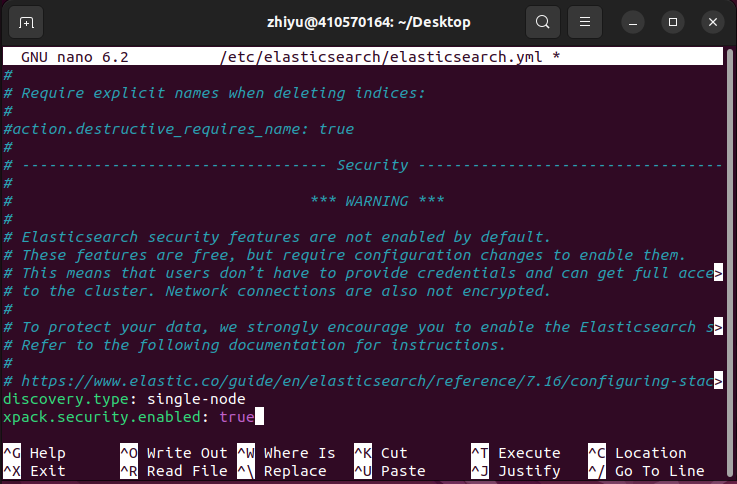 zhiyu@410570164: ~/Desktop
GNU nano 6.2 /etc/elasticsearch/elasticsearch.yml *
#
# Require explicit names when deleting indices:
#
#action.destructive_requires_name: true
#
# ---------------------------------- Security ----------------------------------
#
# *** WARNING ***
#
# Elasticsearch security features are not enabled by default.
# These features are free, but require configuration changes to enable them.
# This means that users don’t have to provide credentials and can get full acce>
# to the cluster. Network connections are also not encrypted.
#
# To protect your data, we strongly encourage you to enable the Elasticsearch s>
# Refer to the following documentation for instructions.
#
# https://www.elastic.co/guide/en/elasticsearch/reference/7.16/configuring-stac>
discovery.type: single-node
xpack.security.enabled: true
^G Help ^O Write Out ^W Where Is ^K Cut ^T Execute ^C Location
^X Exit ^R Read File ^\ Replace ^U Paste ^J Justify ^/ Go To Line